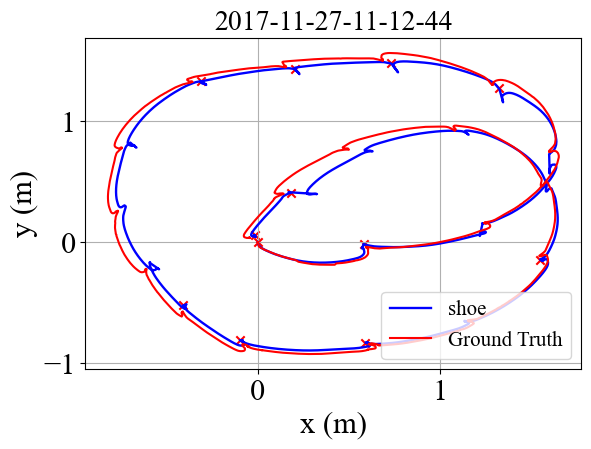 2017-11-27-11-12-44
y (m)
1
0
−1
0
1
x (m)
shoe
Ground Truth